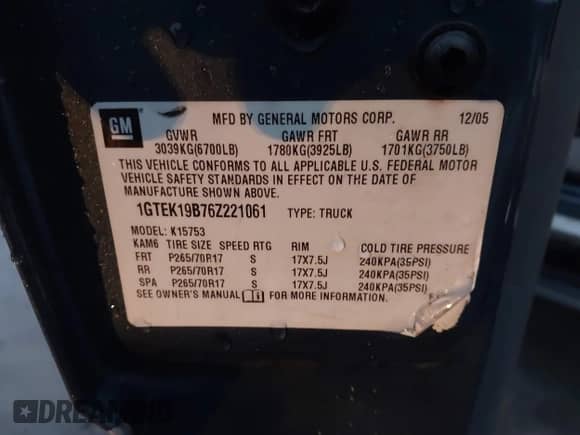 GM
MFD BY GENERAL MOTORS CORP. 12/05
GVWR GAWR FRT GAWR RR
3039KG(6700LB) 1780KG(3925LB) 1701KG(3750LB)
THIS VEHICLE CONFORMS TO ALL APPLICABLE U.S. FEDERAL MOTOR
VEHICLE SAFETY STANDARDS IN EFFECT ON THE DATE OF
MANUFACTURE SHOWN ABOVE.
1GTEK19B76Z221061 TYPE: TRUCK
MODEL: K15753
KAM6 TIRE SIZE SPEED RTG RIM COLD TIRE PRESSURE
FRT P265/70R17 S 17X7.5J 240KPA(35PSI)
RR P265/70R17 S 17X7.5J 240KPA(35PSI)
SPA P265/70R17 S 17X7.5J 240KPA(35PSI)
SEE OWNER'S MANUAL FOR MORE INFORMATION.
DREAMBID